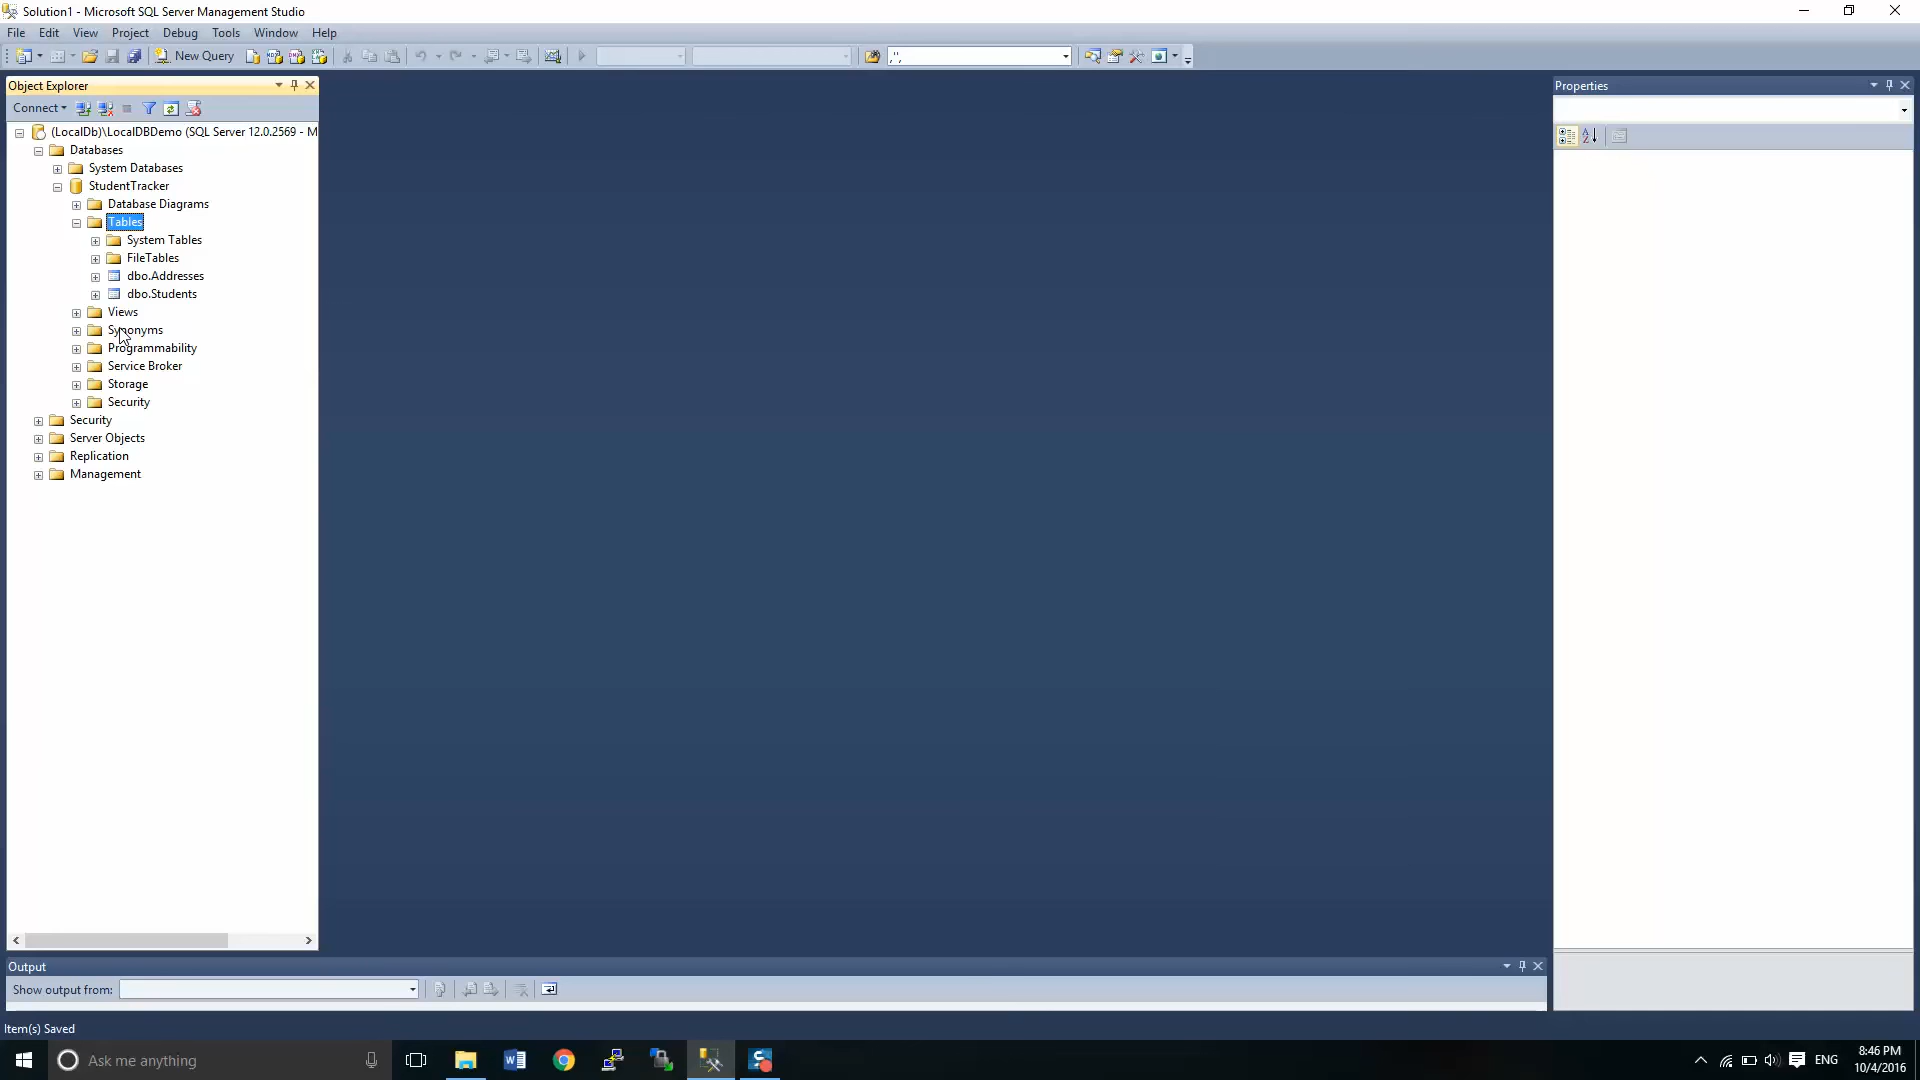 Solution1 - Microsoft SQL Server Management Studio
File Edit View Project Debug Tools Window Help
New Query
','
Object Explorer
Properties
Connect
(LocalDb)\LocalDBDemo (SQL Server 12.0.2569 - M
Databases
System Databases
StudentTracker
Database Diagrams
Tables
System Tables
FileTables
dbo.Addresses
dbo.Students
Views
Synonyms
Programmability
Service Broker
Storage
Security
Security
Server Objects
Replication
Management
Output
Show output from:
Item(s) Saved
Ask me anything
ENG
8:46 PM
10/4/2016